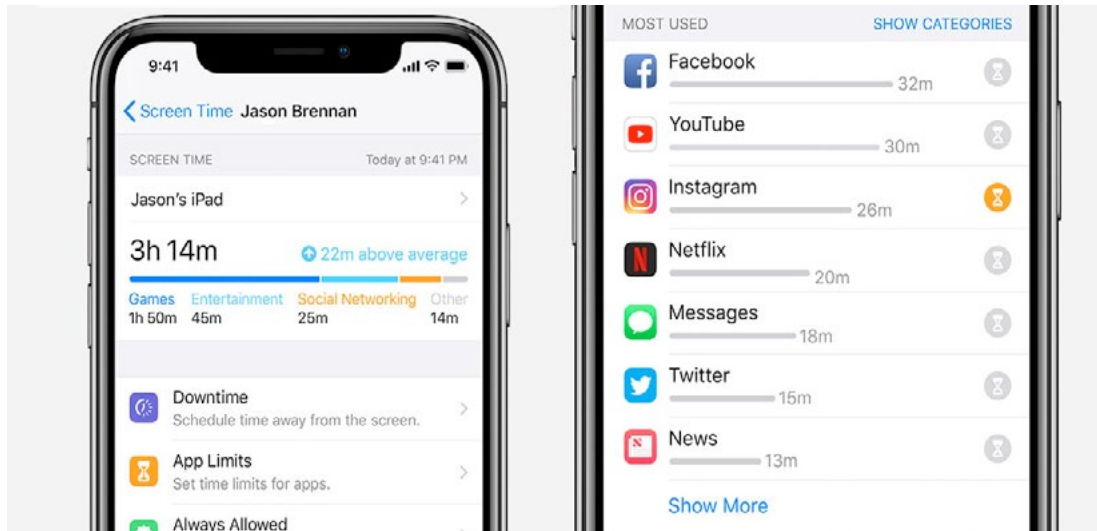 9:41
Screen Time Jason Brennan
SCREEN TIME Today at 9:41 PM
Jason's iPad
3h 14m 22m above average
Games Entertainment Social Networking Other
1h 50m 45m 25m 14m
Downtime
Schedule time away from the screen.
App Limits
Set time limits for apps.
Always Allowed
MOST USED SHOW CATEGORIES
Facebook
32m
YouTube
30m
Instagram
26m
Netflix
20m
Messages
18m
Twitter
15m
News
13m
Show More